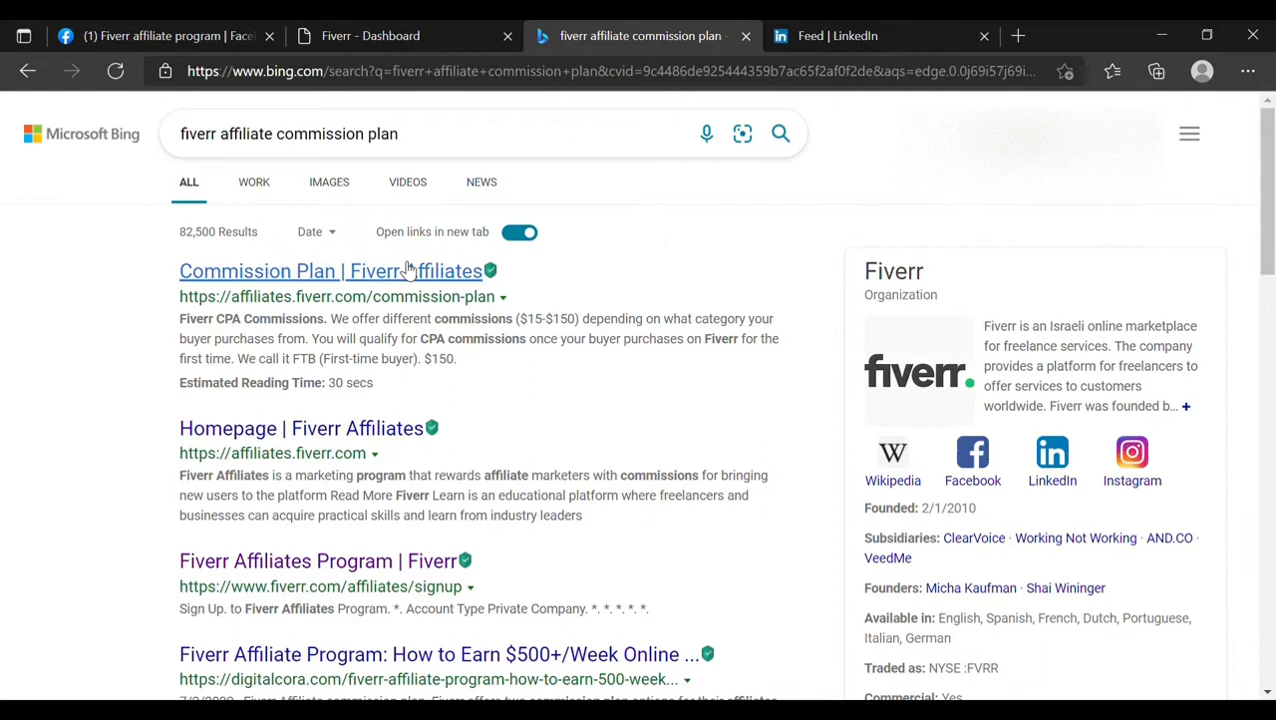 (1) Fiverr affiliate program | Face
Fiverr - Dashboard
fiverr affiliate commission plan -
Feed | LinkedIn
https://www.bing.com/search?q=fiverr+affiliate+commission+plan&cvid=9c4486de925444359b7ac65f2af0f2de&aqs=edge.0.0j69i57j69i...
Microsoft Bing
fiverr affiliate commission plan
ALL
WORK
IMAGES
VIDEOS
NEWS
82,500 Results
Date
Open links in new tab
Commission Plan | Fiverr Affiliates
https://affiliates.fiverr.com/commission-plan
Fiverr CPA Commissions. We offer different commissions ($15-$150) depending on what category your
buyer purchases from. You will qualify for CPA commissions once your buyer purchases on Fiverr for the
first time. We call it FTB (First-time buyer). $150.
Estimated Reading Time: 30 secs
Homepage | Fiverr Affiliates
https://affiliates.fiverr.com
Fiverr Affiliates is a marketing program that rewards affiliate marketers with commissions for bringing
new users to the platform Read More Fiverr Learn is an educational platform where freelancers and
businesses can acquire practical skills and learn from industry leaders
Fiverr Affiliates Program | Fiverr
https://www.fiverr.com/affiliates/signup
Sign Up. to Fiverr Affiliates Program. *. Account Type Private Company. *. *. *. *. *.
Fiverr Affiliate Program: How to Earn $500+/Week Online ...
https://digitalcora.com/fiverr-affiliate-program-how-to-earn-500-week...
Fiverr
Organization
fiverr.
Fiverr is an Israeli online marketplace
for freelance services. The company
provides a platform for freelancers to
offer services to customers
worldwide. Fiverr was founded b... +
W
Wikipedia
Facebook
LinkedIn
Instagram
Founded: 2/1/2010
Subsidiaries: ClearVoice · Working Not Working · AND.CO ·
VeedMe
Founders: Micha Kaufman · Shai Wininger
Available in: English, Spanish, French, Dutch, Portuguese,
Italian, German
Traded as: NYSE :FVRR
Commercial: Yes